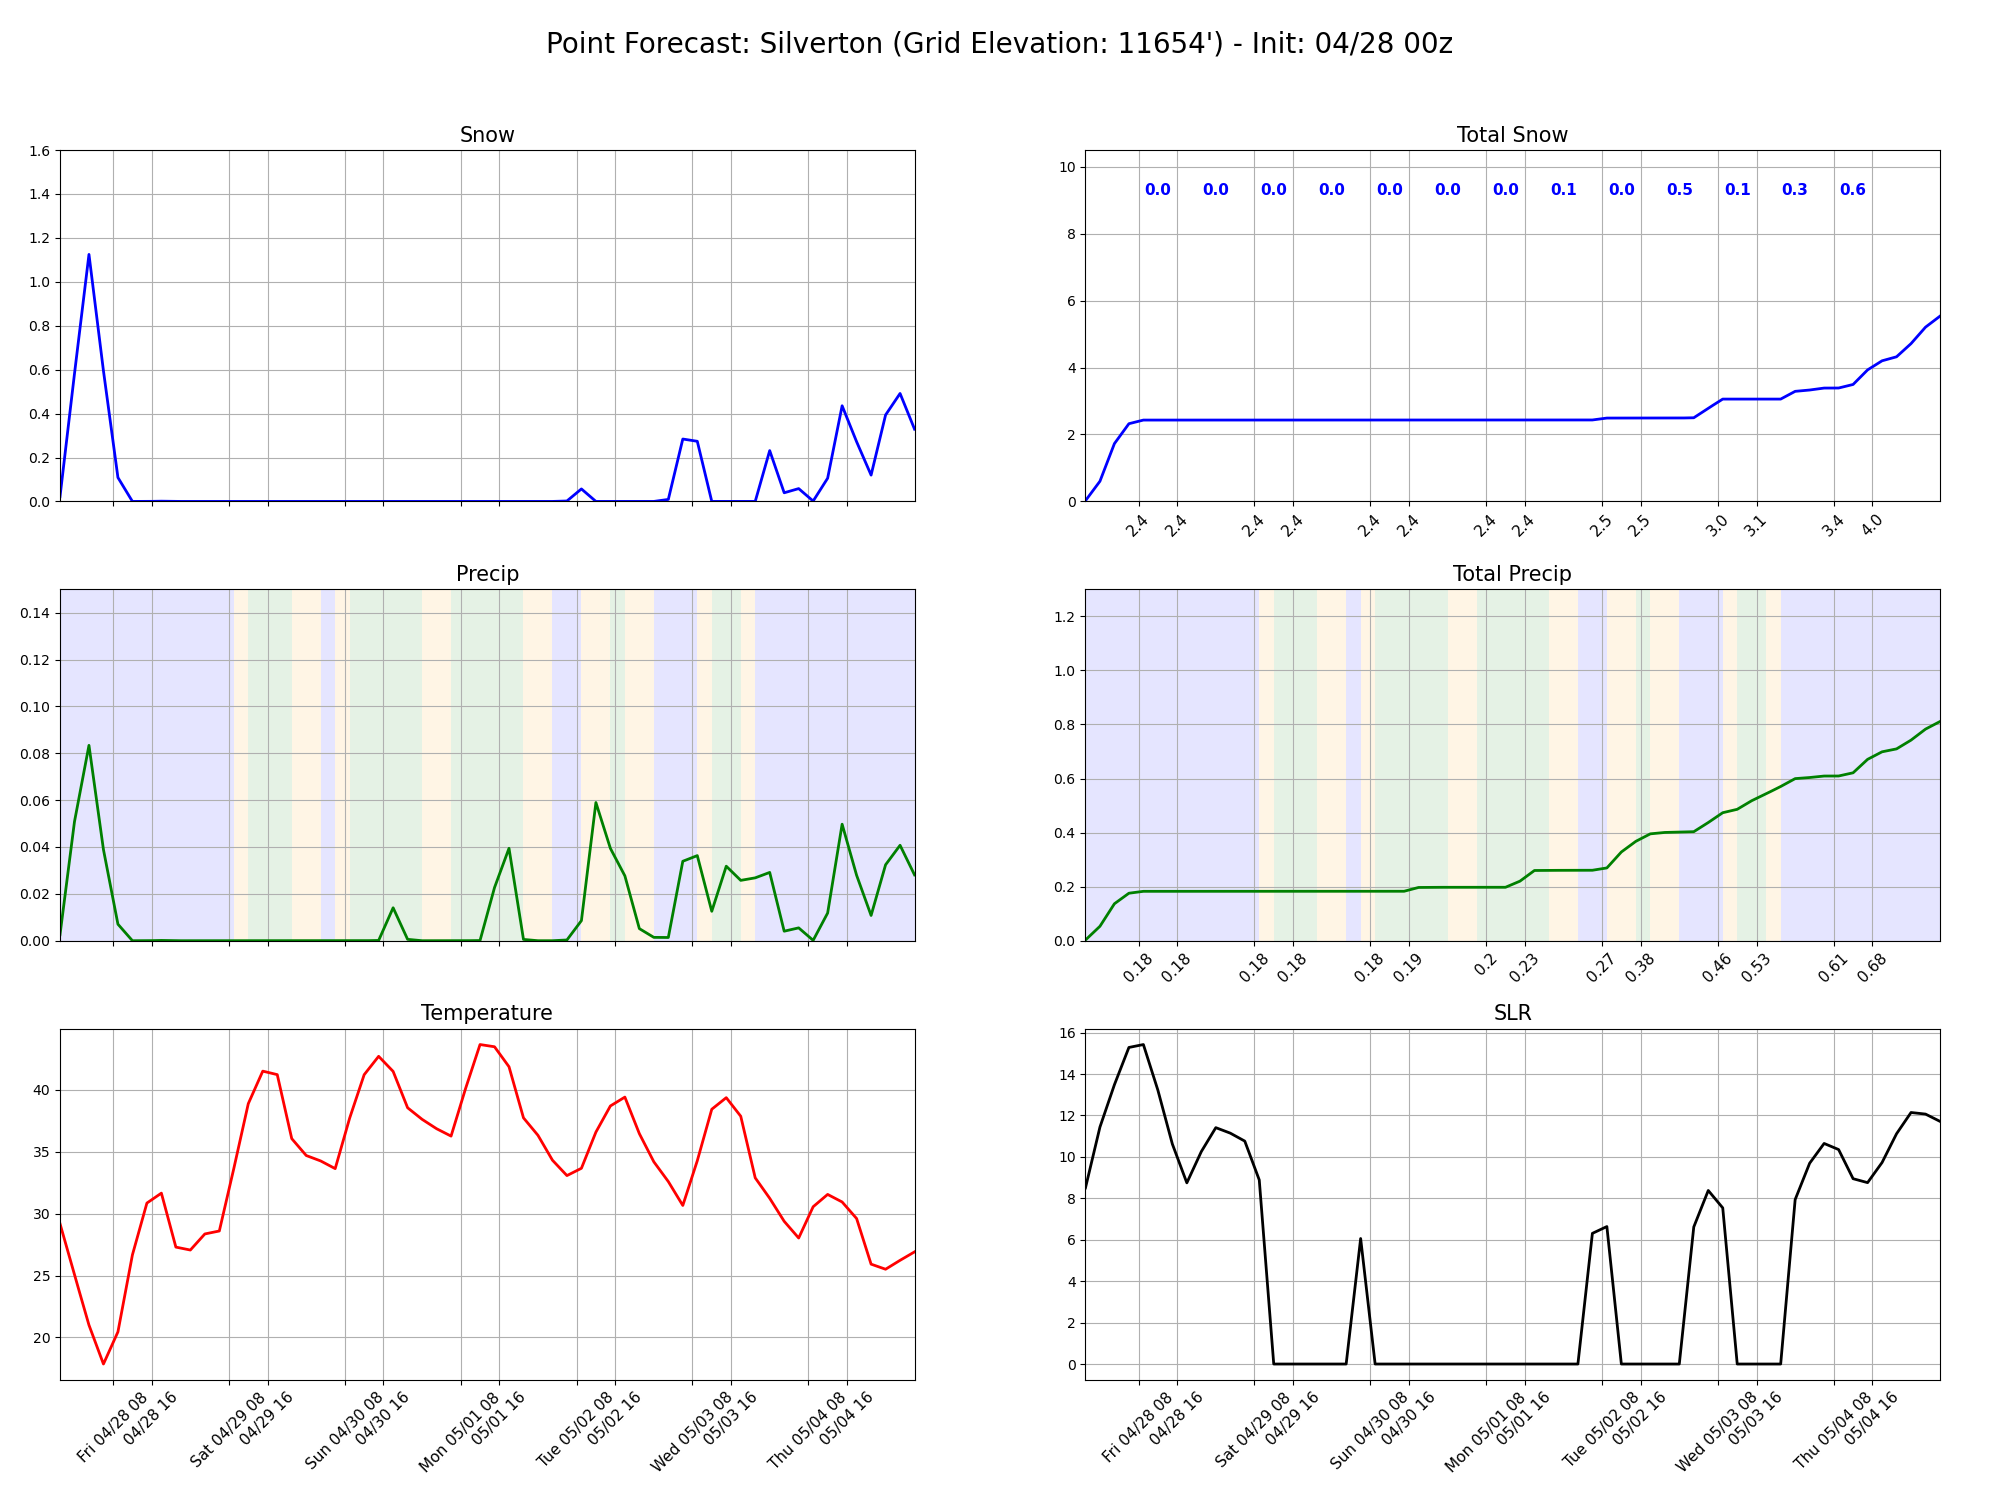 Point Forecast: Silverton (Grid Elevation: 11654') - Init: 04/28 00z
Snow
1.6
1.4
1.2
1.0
0.8
0.6
0.4
0.2
0.0
Total Snow
10
8
6
4
2
0
0.0 0.0 0.0 0.0 0.0 0.0 0.0 0.1 0.0 0.5 0.1 0.3 0.6
2.4 2.4 2.4 2.4 2.4 2.4 2.4 2.4 2.5 2.5 3.0 3.1 3.4 4.0
Precip
0.14
0.12
0.10
0.08
0.06
0.04
0.02
0.00
Total Precip
1.2
1.0
0.8
0.6
0.4
0.2
0.0
0.18 0.18 0.18 0.18 0.18 0.19 0.2 0.23 0.27 0.38 0.46 0.53 0.61 0.68
Temperature
40
35
30
25
20
Fri 04/28 08
04/28 16
Sat 04/29 08
04/29 16
Sun 04/30 08
04/30 16
Mon 05/01 08
05/01 16
Tue 05/02 08
05/02 16
Wed 05/03 08
05/03 16
Thu 05/04 08
05/04 16
SLR
16
14
12
10
8
6
4
2
0
Fri 04/28 08
04/28 16
Sat 04/29 08
04/29 16
Sun 04/30 08
04/30 16
Mon 05/01 08
05/01 16
Tue 05/02 08
05/02 16
Wed 05/03 08
05/03 16
Thu 05/04 08
05/04 16